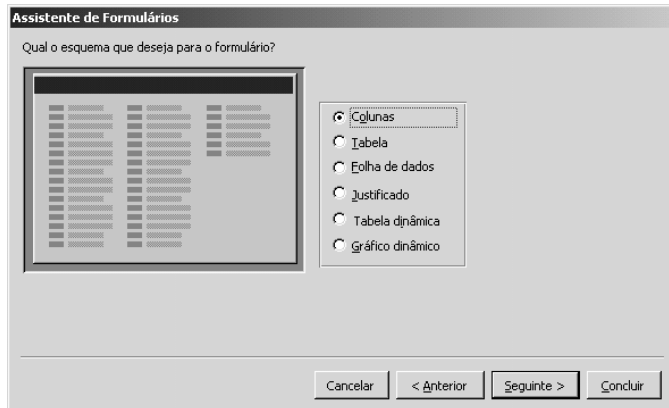 Assistente de Formulários
Qual o esquema que deseja para o formulário?
Colunas
Tabela
Folha de dados
Justificado
Tabela dinâmica
Gráfico dinâmico
Cancelar
< Anterior
Seguinte >
Concluir